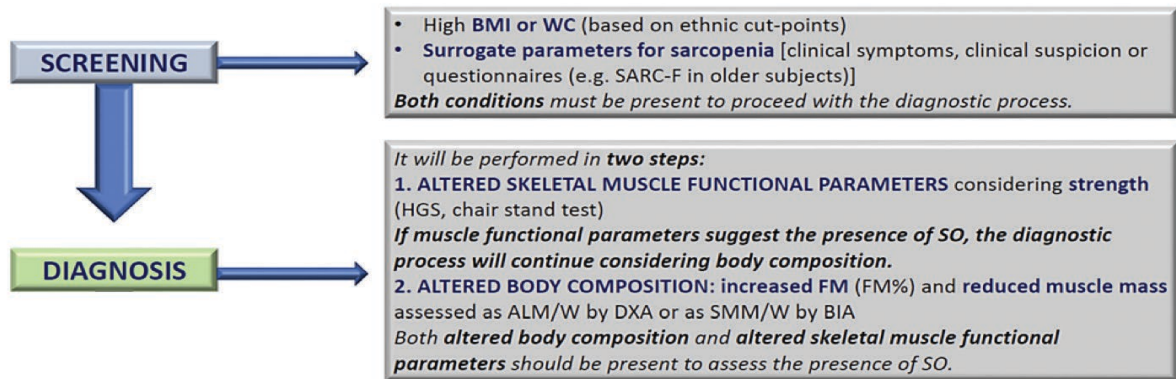 SCREENING
• High BMI or WC (based on ethnic cut-points)
• Surrogate parameters for sarcopenia [clinical symptoms, clinical suspicion or
questionnaires (e.g. SARC-F in older subjects)]
Both conditions must be present to proceed with the diagnostic process.
DIAGNOSIS
It will be performed in two steps:
1. ALTERED SKELETAL MUSCLE FUNCTIONAL PARAMETERS considering strength
(HGS, chair stand test)
If muscle functional parameters suggest the presence of SO, the diagnostic
process will continue considering body composition.
2. ALTERED BODY COMPOSITION: increased FM (FM%) and reduced muscle mass
assessed as ALM/W by DXA or as SMM/W by BIA
Both altered body composition and altered skeletal muscle functional
parameters should be present to assess the presence of SO.